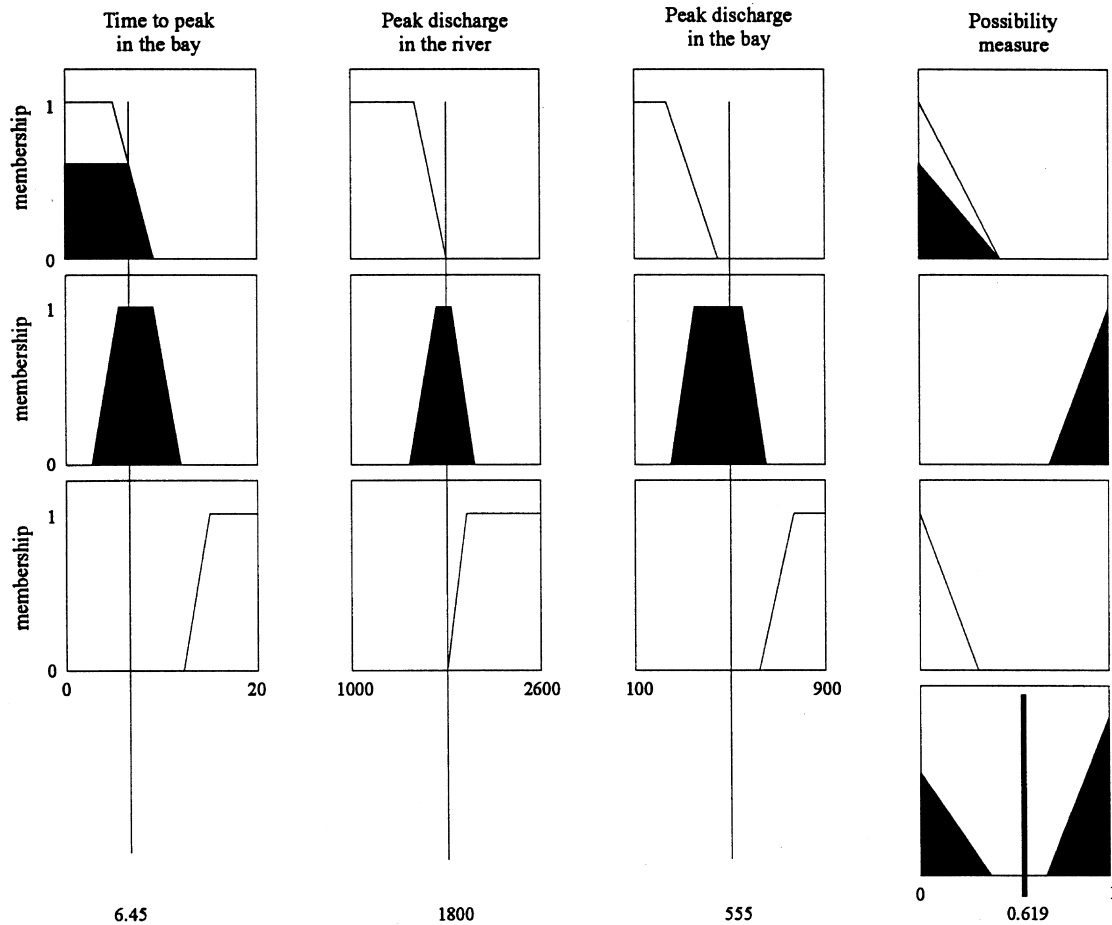 Time to peak
in the bay
Peak discharge
in the river
Peak discharge
in the bay
Possibility
measure
membership
1
0
membership
1
0
membership
1
0
0
20
1000
2600
100
900
0
6.45
1800
555
0.619